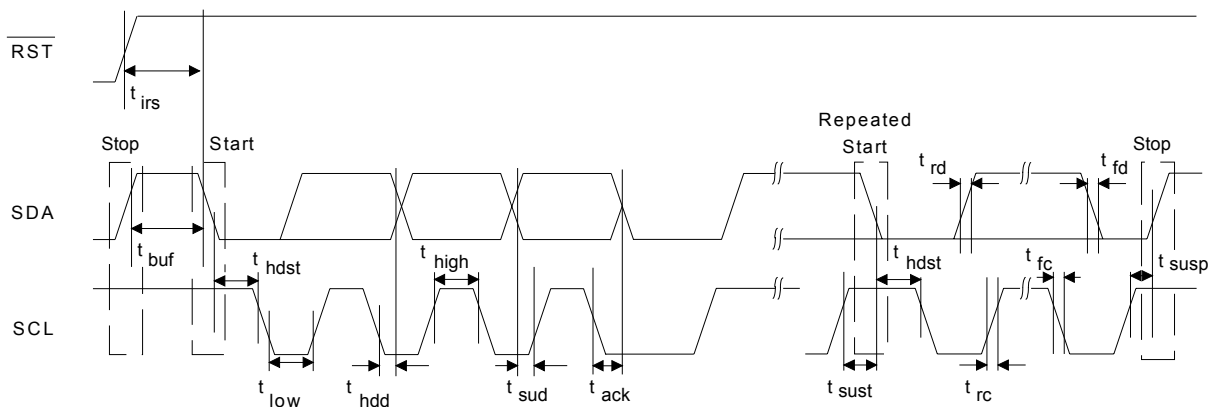 RST
t irs
Repeated
Stop Start Start Stop
t rd t fd
SDA
t buf t hdst t high t hdst t fc t susp
SCL
t low t hdd t sud t ack t sust t rc